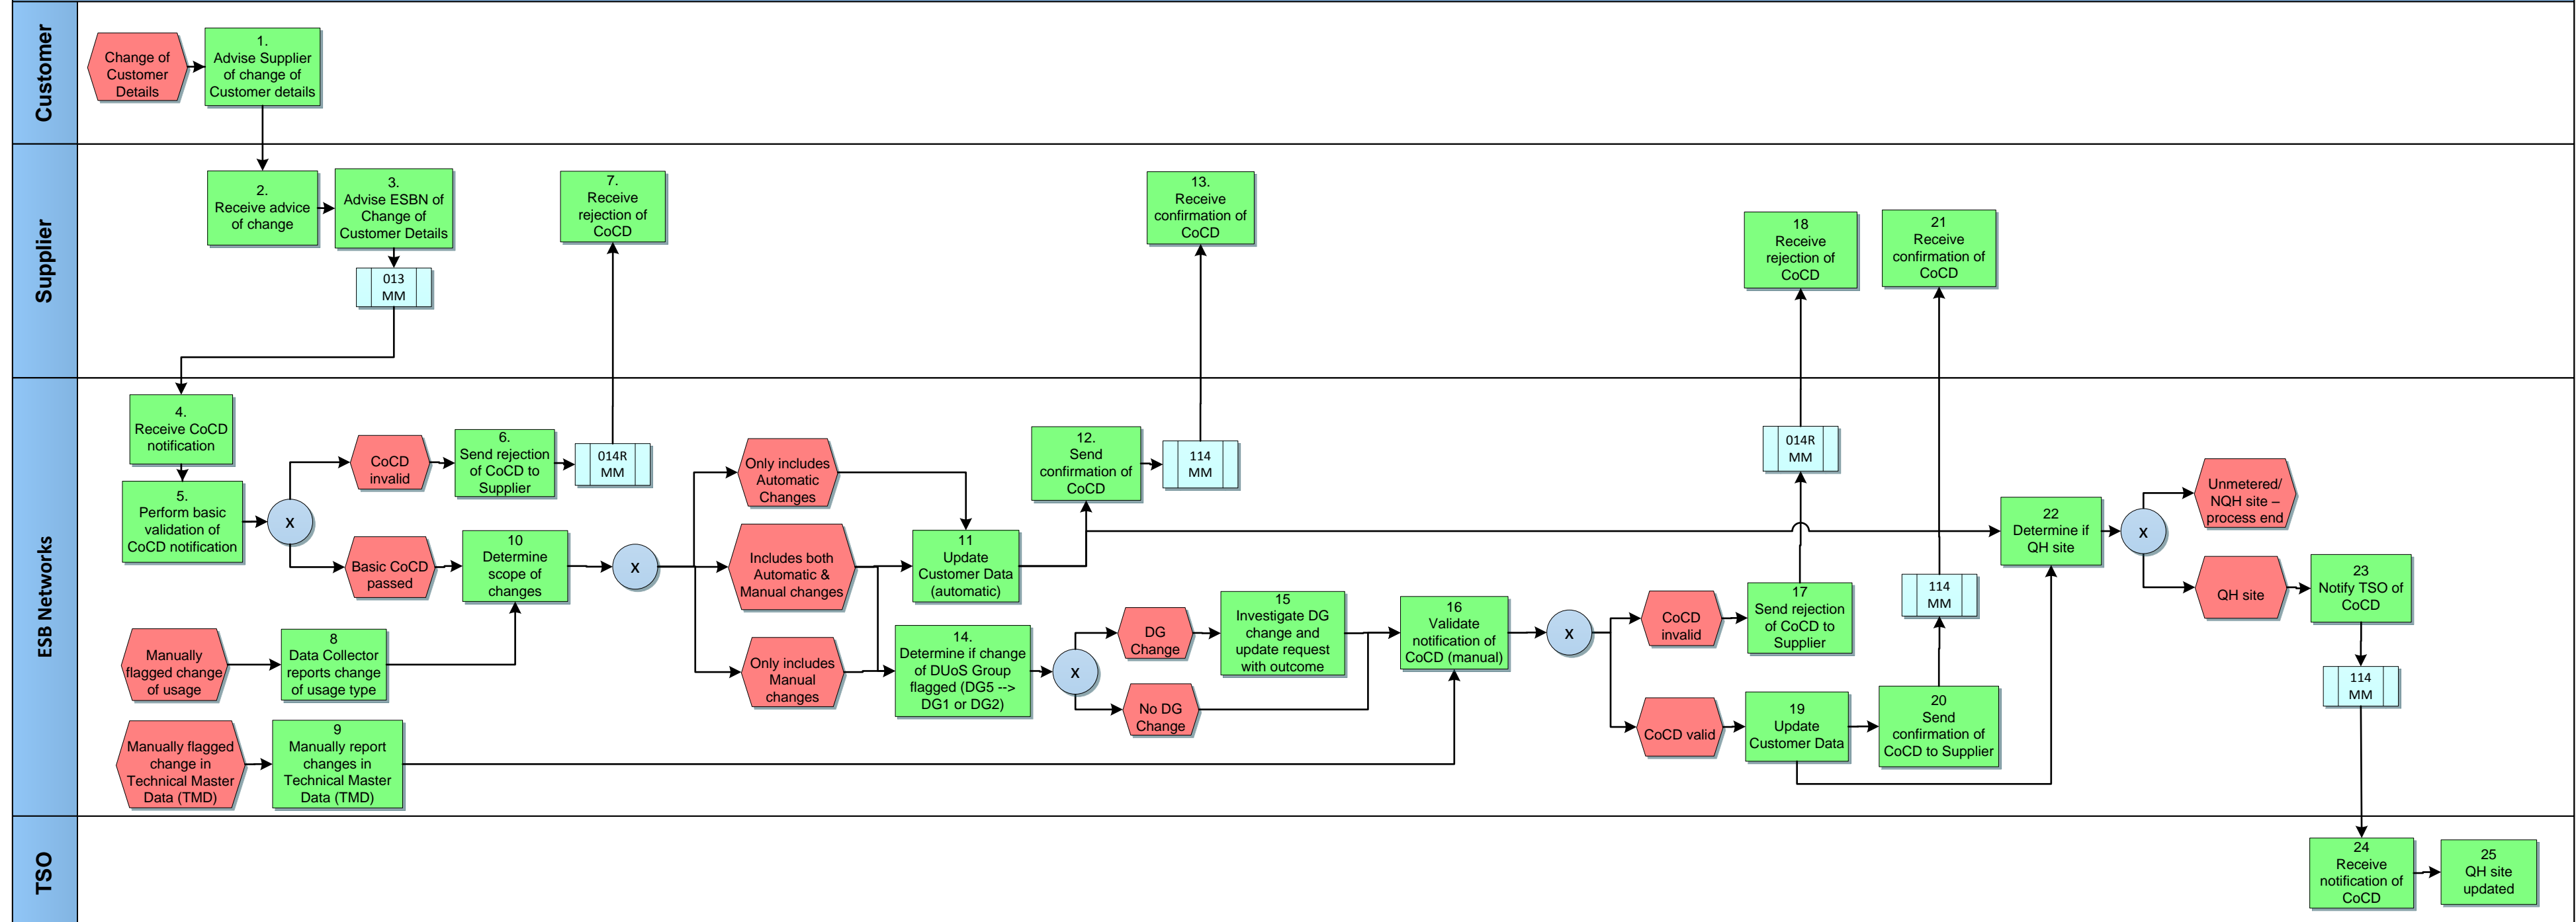 Customer
Change of
Customer
Details
1.
Advise Supplier
of change of
Customer details
Supplier
2.
Receive advice
of change
3.
Advise ESBN of
Change of
Customer Details
013
MM
7.
Receive
rejection of
CoCD
13.
Receive
confirmation of
CoCD
18
Receive
rejection of
CoCD
21
Receive
confirmation of
CoCD
ESB Networks
4.
Receive CoCD
notification
5.
Perform basic
validation of
CoCD notification
X
CoCD
invalid
6.
Send rejection
of CoCD to
Supplier
014R
MM
Basic CoCD
passed
10
Determine
scope of
changes
X
Manually
flagged change
of usage
8
Data Collector
reports change
of usage type
Manually flagged
change in
Technical Master
Data (TMD)
9
Manually report
changes in
Technical Master
Data (TMD)
Only includes
Automatic
Changes
Includes both
Automatic &
Manual changes
Only includes
Manual
changes
11
Update
Customer Data
(automatic)
12.
Send
confirmation of
CoCD
114
MM
14.
Determine if change
of DUoS Group
flagged (DG5 -->
DG1 or DG2)
X
DG
Change
No DG
Change
15
Investigate DG
change and
update request
with outcome
16
Validate
notification of
CoCD (manual)
X
CoCD
invalid
CoCD valid
17
Send rejection
of CoCD to
Supplier
014R
MM
19
Update
Customer Data
20
Send
confirmation of
CoCD to Supplier
114
MM
22
Determine if
QH site
X
Unmetered/
NQH site –
process end
QH site
23
Notify TSO of
CoCD
114
MM
TSO
24
Receive
notification of
CoCD
25
QH site
updated